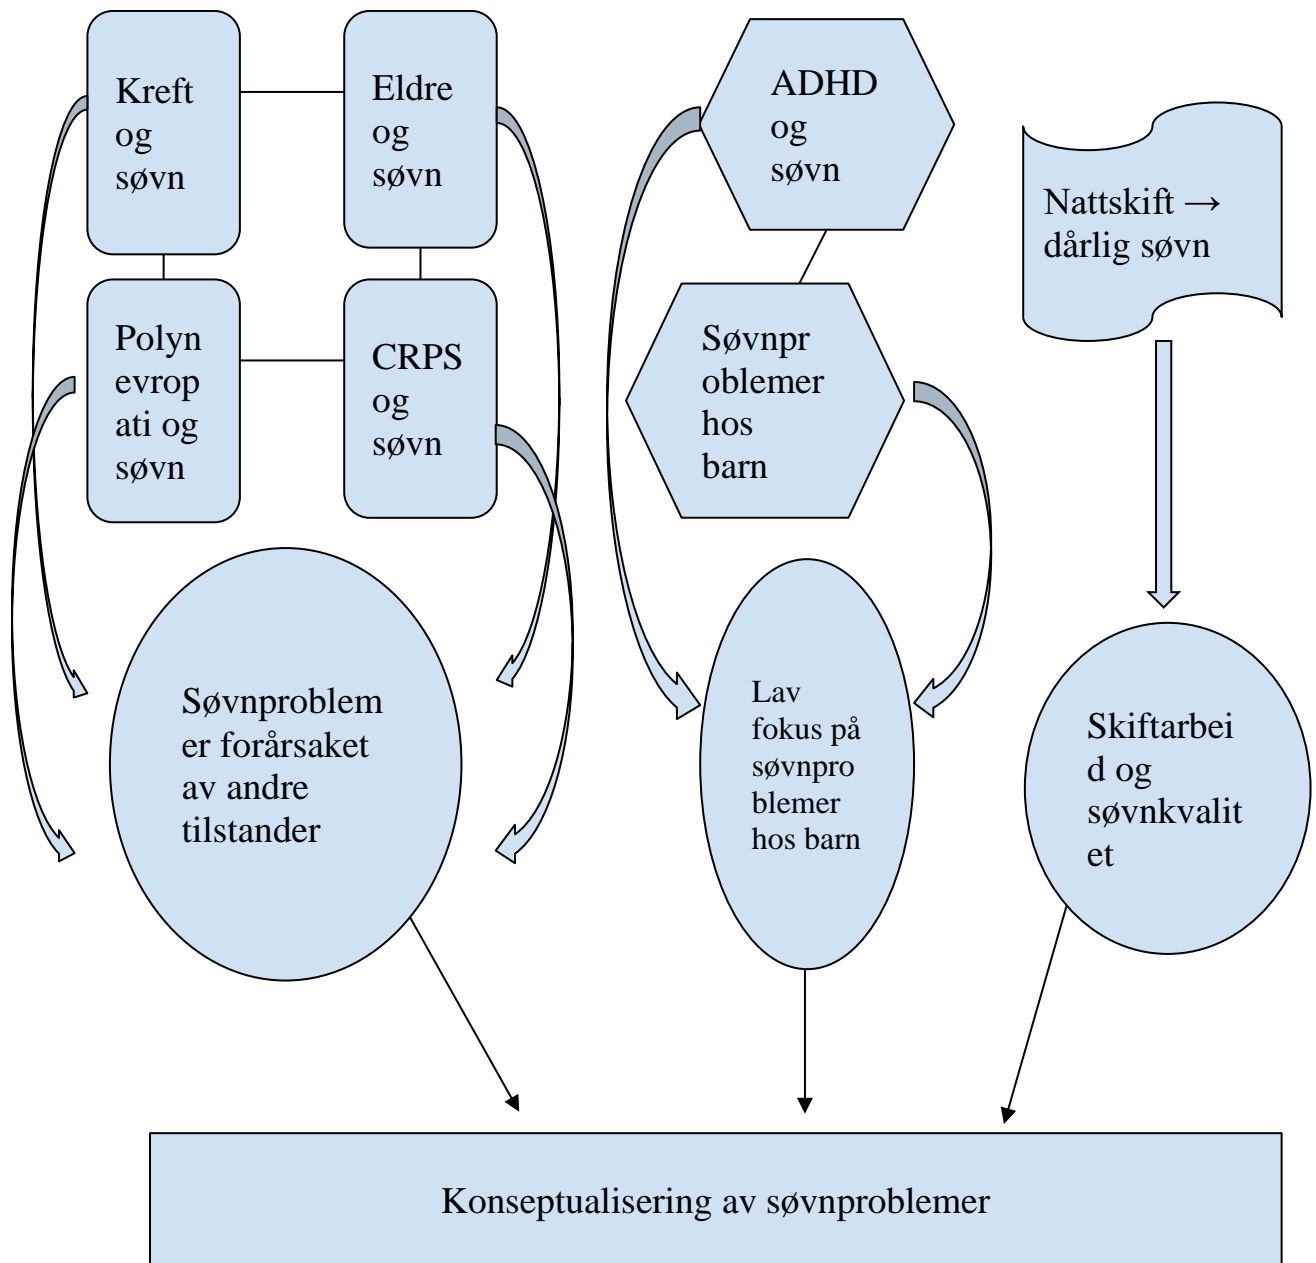 Kreft
og
søvn
Eldre
og
søvn
ADHD
og
søvn
Nattskift →
dårlig søvn
Polyn
evrop
ati og
søvn
CRPS
og
søvn
Søvnpr
oblemer
hos
barn
Søvnproblem
er forårsaket
av andre
tilstander
Lav
fokus på
søvnpro
blemer
hos barn
Skiftarbei
d og
søvnkvalit
et
Konseptualisering av søvnproblemer